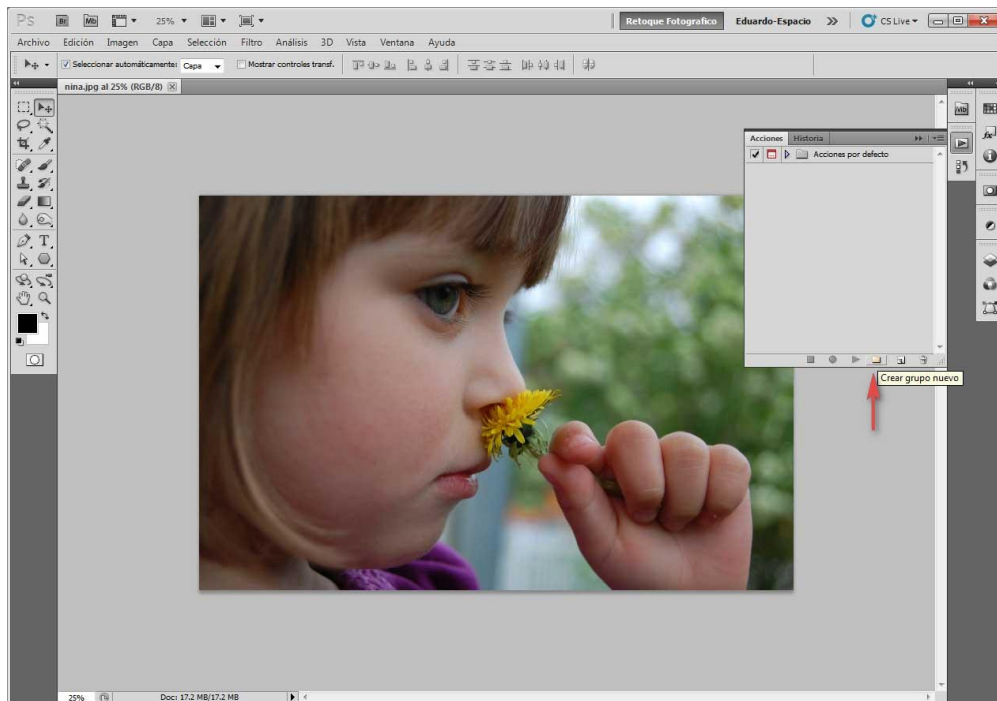 Ps Br Mb 25% Retoque Fotografico Eduardo-Espacio CS Live
Archivo Edición Imagen Capa Selección Filtro Análisis 3D Vista Ventana Ayuda
Seleccionar automáticamente: Capa Mostrar controles transf.
nina.jpg al 25% (RGB/8)
Mb
Acciones Historia
Acciones por defecto
Crear grupo nuevo
25% Doc: 17.2 MB/17.2 MB